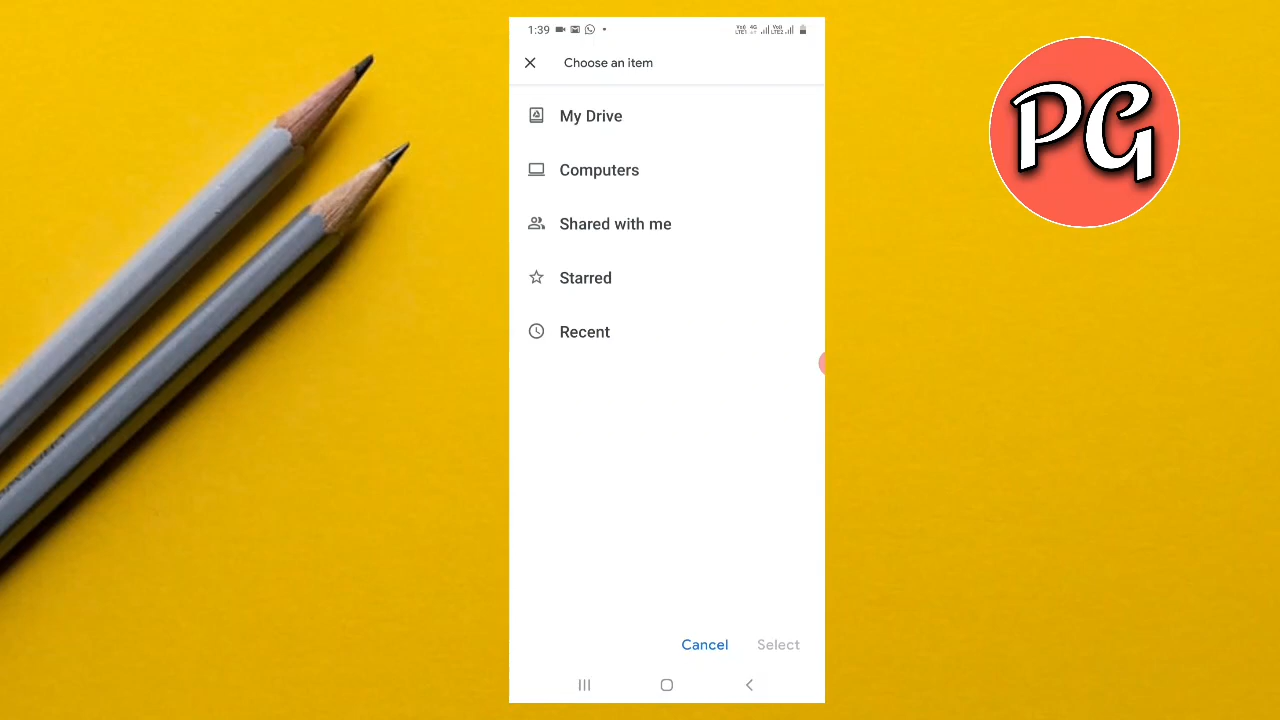 1:39
Choose an item
My Drive
Computers
Shared with me
Starred
Recent
Cancel Select
PG